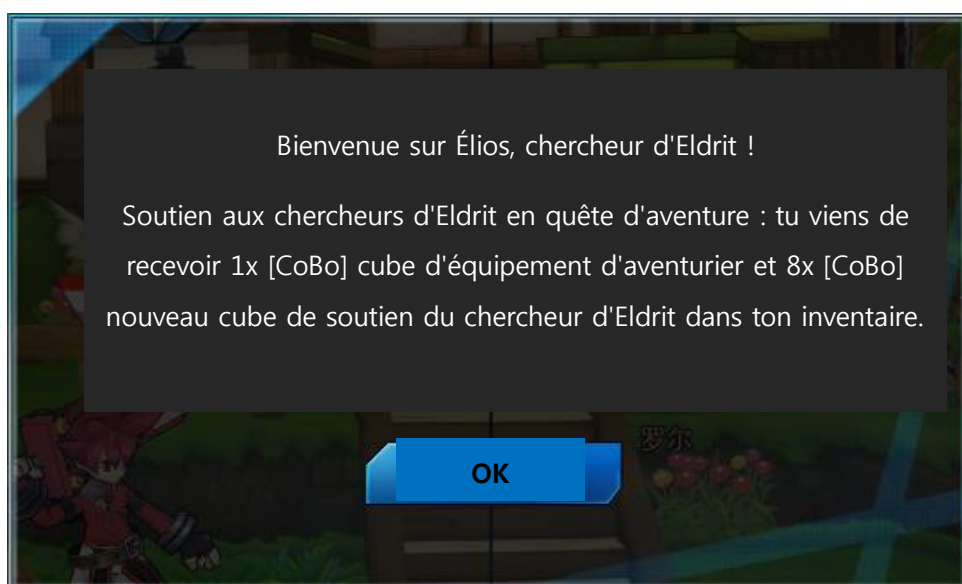 Bienvenue sur Élios, chercheur d'Eldrit !
Soutien aux chercheurs d'Eldrit en quête d'aventure : tu viens de
recevoir 1x [CoBo] cube d'équipement d'aventurier et 8x [CoBo]
nouveau cube de soutien du chercheur d'Eldrit dans ton inventaire.
罗尔
OK